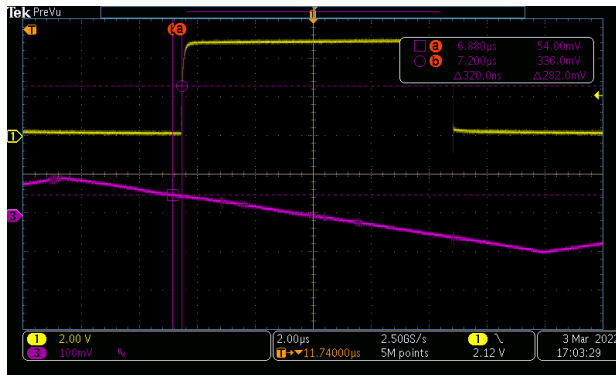 Tek PreVu
T
T
b a
a 6.880µs 54.00mV
b 7.200µs 336.0mV
Δ320.0ns Δ282.0mV
1
3
1 2.00 V
3 100mV
2.00µs 2.50GS/s
T→▼11.74000µs 5M points
1 2.12 V
3 Mar 202
17:03:29